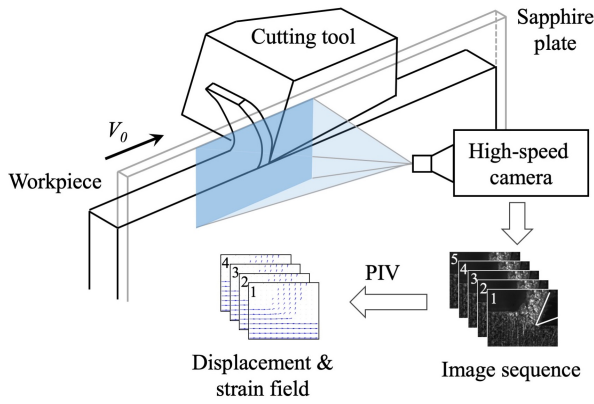 Sapphire
plate
Cutting tool
V0
Workpiece
High-speed
camera
4
3
2
1
PIV
5
4
3
2
1
Displacement &
strain field
Image sequence